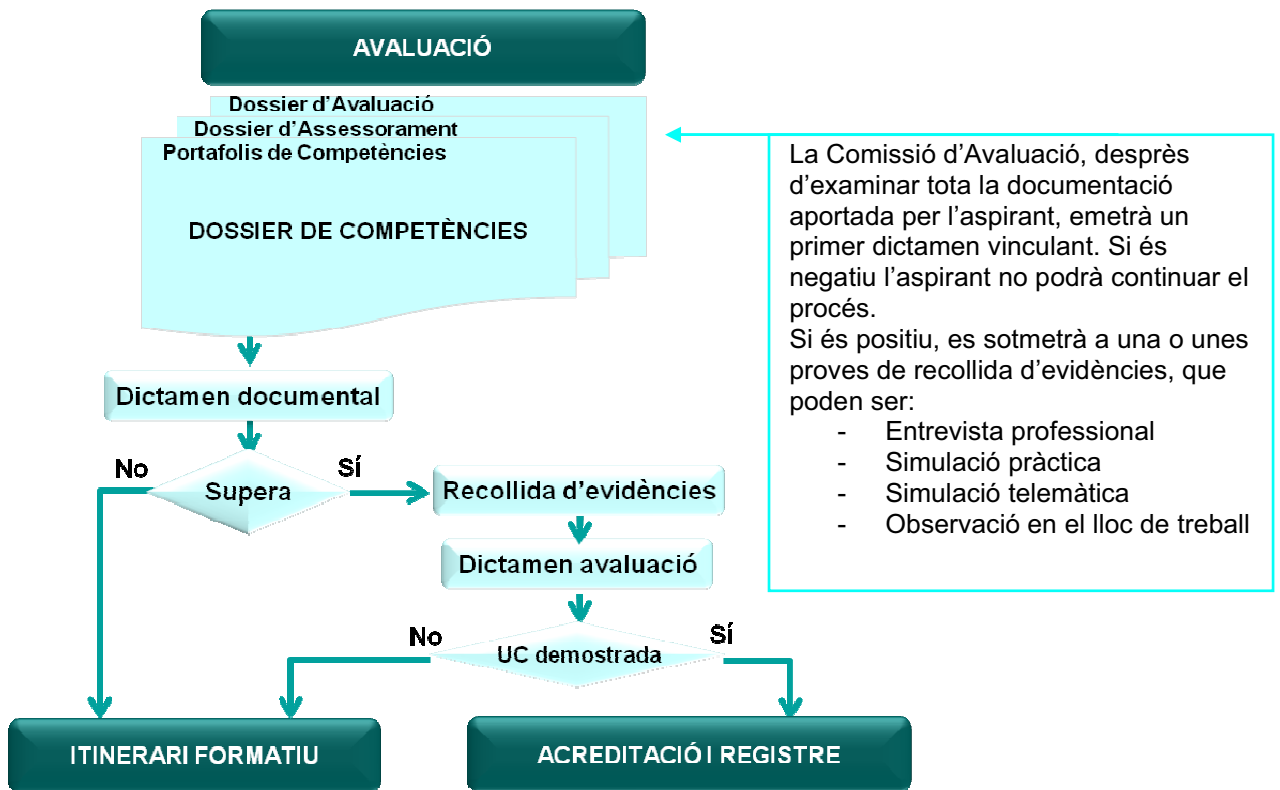 AVALUACIÓ
Dossier d'Avaluació
Dossier d'Assessorament
Portafolis de Competències
DOSSIER DE COMPETÈNCIES
La Comissió d'Avaluació, desprès
d'examinar tota la documentació
aportada per l'aspirant, emetrà un
primer dictamen vinculant. Si és
negatiu l'aspirant no podrà continuar el
procés.
Si és positiu, es sotmetrà a una o unes
proves de recollida d'evidències, que
poden ser:
- Entrevista professional
- Simulació pràctica
- Simulació telemàtica
- Observació en el lloc de treball
Dictamen documental
No
Sí
Supera
Recollida d'evidències
Dictamen avaluació
No
Sí
UC demostrada
ITINERARI FORMATIU
ACREDITACIÓ I REGISTRE